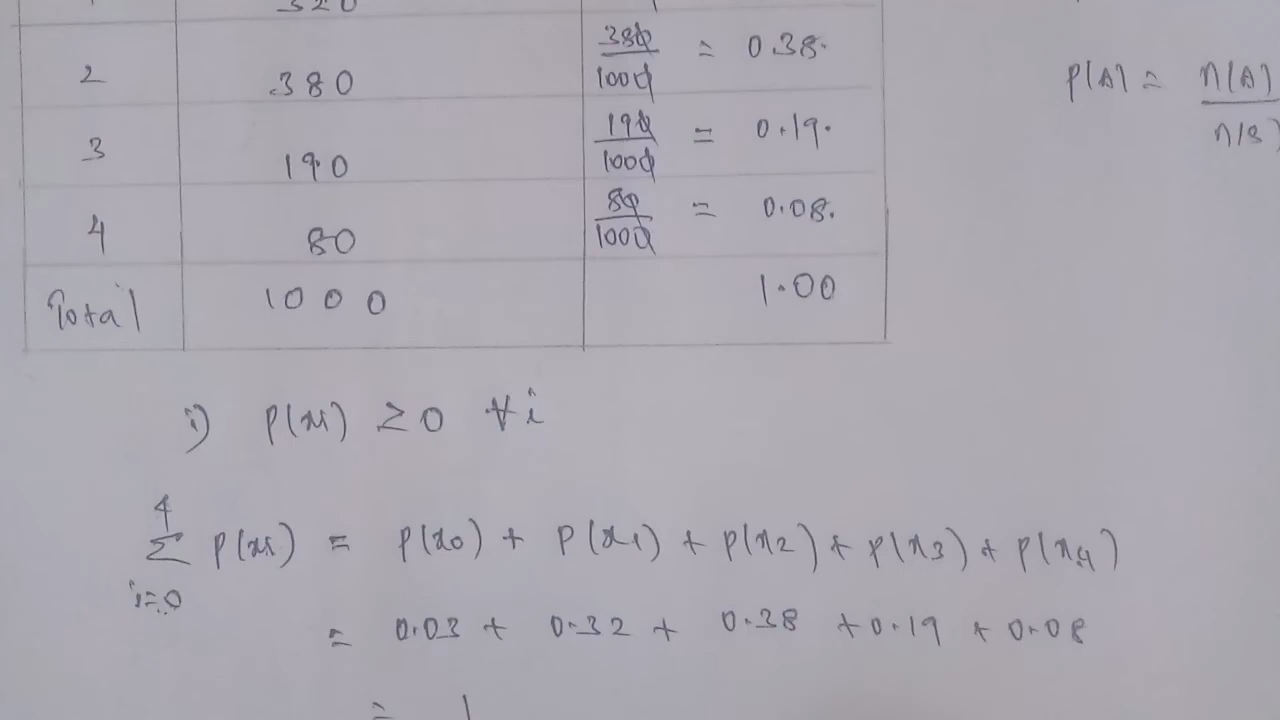 320
2 380 380/1000 = 0.38.
P(A) = n(A)/n(S)
3 190 190/1000 = 0.19.
4 80 80/1000 = 0.08.
Total 1000 1.00
i) P(xi) ≥ 0 ∀ i
4
Σ P(xi) = P(x0) + P(x1) + P(x2) + P(x3) + P(x4)
i=0
= 0.03 + 0.32 + 0.38 + 0.19 + 0.08
= 1